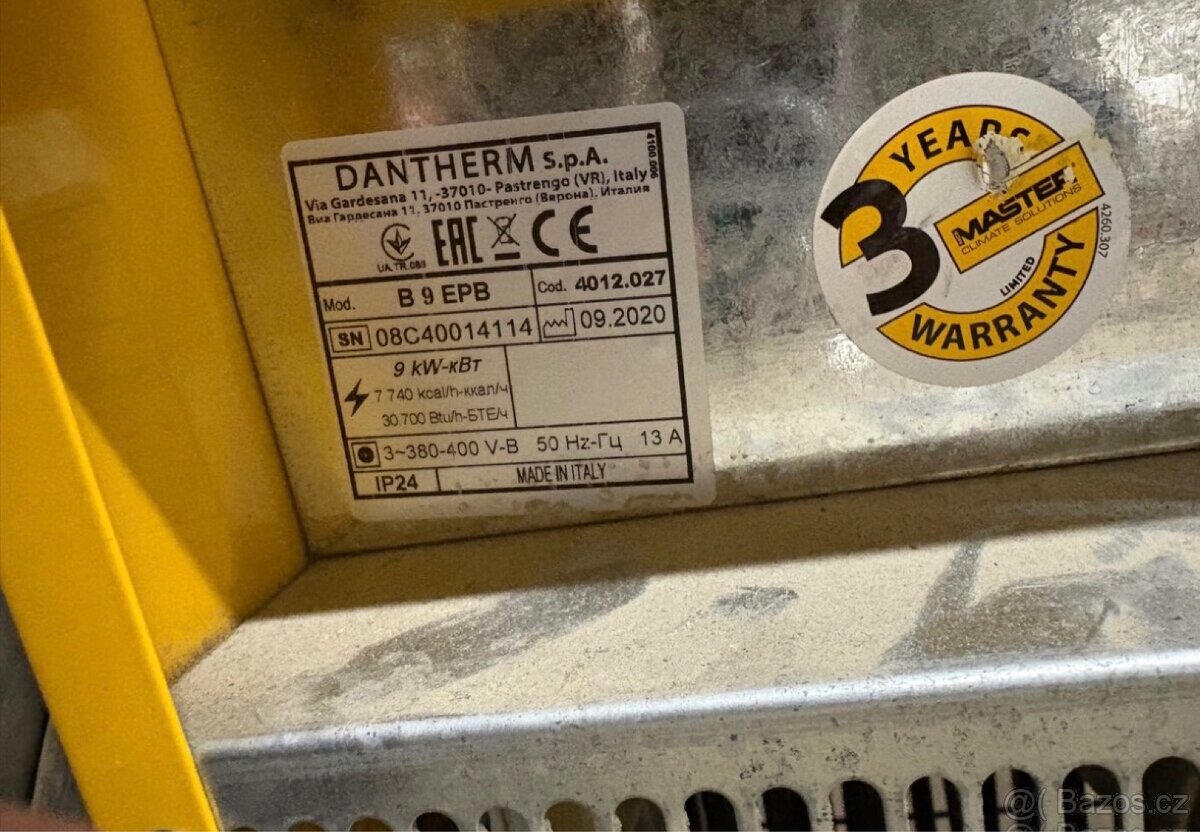 DANTHERM S.p.A.
4100.006
Via Gardesana 11, -37010- Pastrengo (VR), Italy
Виа Гардесана 11, 37010 Пастренго (Верона), Италия
UA.TR.089
EAC CE
Mod. B 9 EPB Cod. 4012.027
SN 08C40014114 09.2020
9 kW-кВт
7 740 kcal/h-ккал/ч
30.700 Btu/h-БТЕ/ч
3~380-400 V-B 50 Hz-Гц 13 A
IP24 MADE IN ITALY
3 YEARS
MASTER
CLIMATE SOLUTIONS
LIMITED
WARRANTY
4260.307
@( Bazos.cz